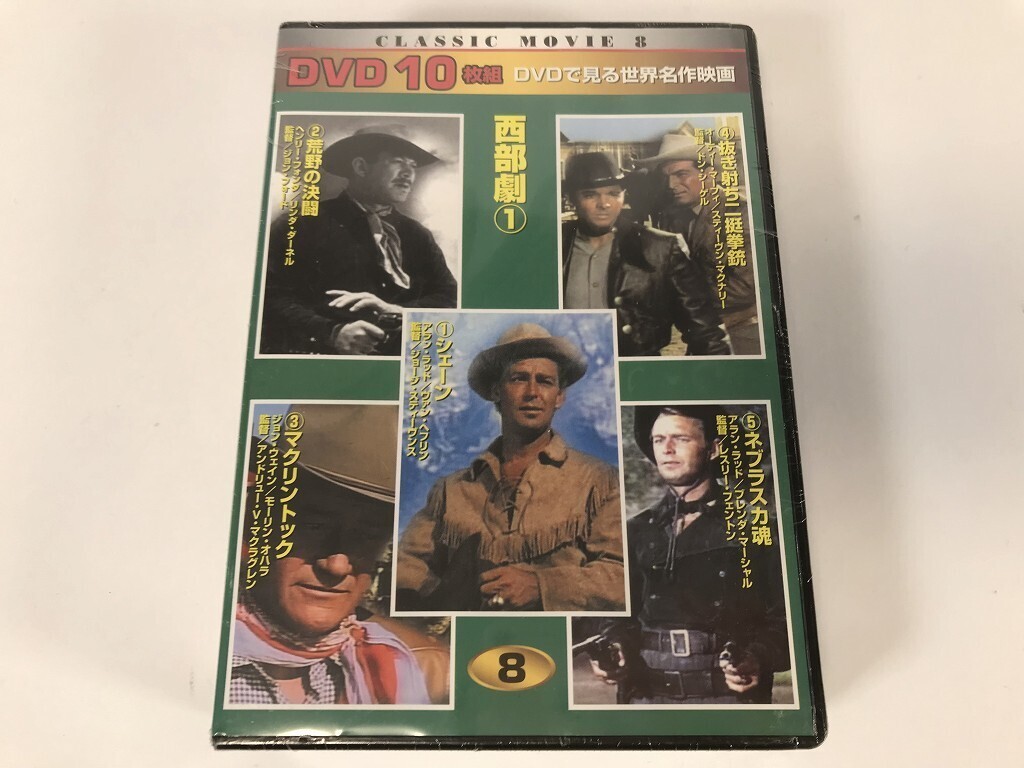 CLASSIC MOVIE 8
DVD10枚組 DVDで見る世界名作映画
西部劇①
②荒野の決闘
ヘンリー・フォンダ/リンダ・ダーネル
監督/ジョン・フォード
④抜き射ち二挺拳銃
オーディー・マーフィ/スティーヴン・マクナリー
監督/ドン・シーゲル
①シェーン
アラン・ラッド/ヴァン・ヘフリン
監督/ジョージ・スティーヴンス
③マクリントック
ジョン・ウェイン/モーリン・オハラ
監督/アンドリュー・V・マクラグレン
⑤ネブラスカ魂
アラン・ラッド/ブレンダ・マーシャル
監督/レスリー・フェントン
8